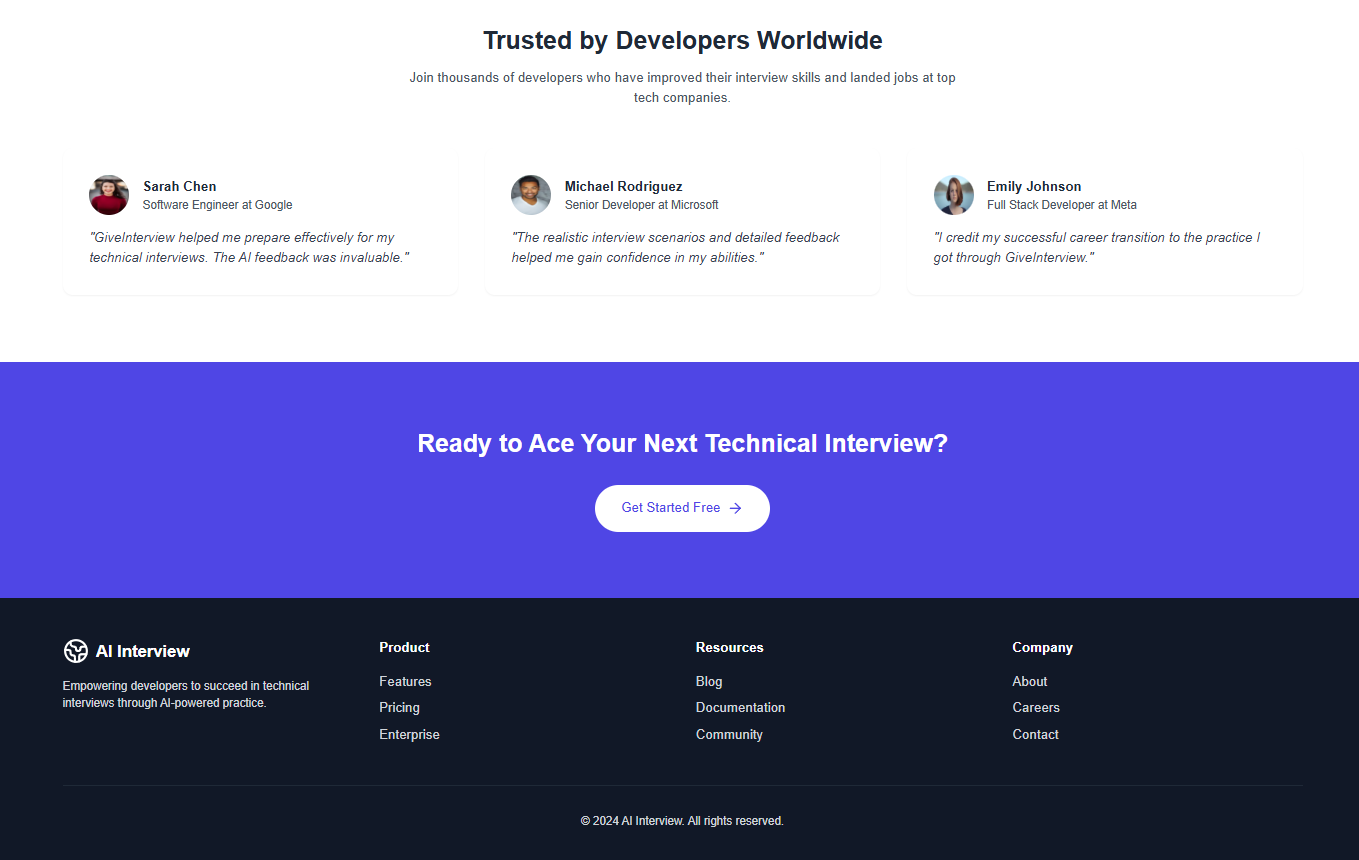 Trusted by Developers Worldwide
Join thousands of developers who have improved their interview skills and landed jobs at top
tech companies.
Sarah Chen
Software Engineer at Google
"GiveInterview helped me prepare effectively for my
technical interviews. The AI feedback was invaluable."
Michael Rodriguez
Senior Developer at Microsoft
"The realistic interview scenarios and detailed feedback
helped me gain confidence in my abilities."
Emily Johnson
Full Stack Developer at Meta
"I credit my successful career transition to the practice I
got through GiveInterview."
Ready to Ace Your Next Technical Interview?
Get Started Free
AI Interview
Empowering developers to succeed in technical
interviews through AI-powered practice.
Product
Features
Pricing
Enterprise
Resources
Blog
Documentation
Community
Company
About
Careers
Contact
© 2024 AI Interview. All rights reserved.